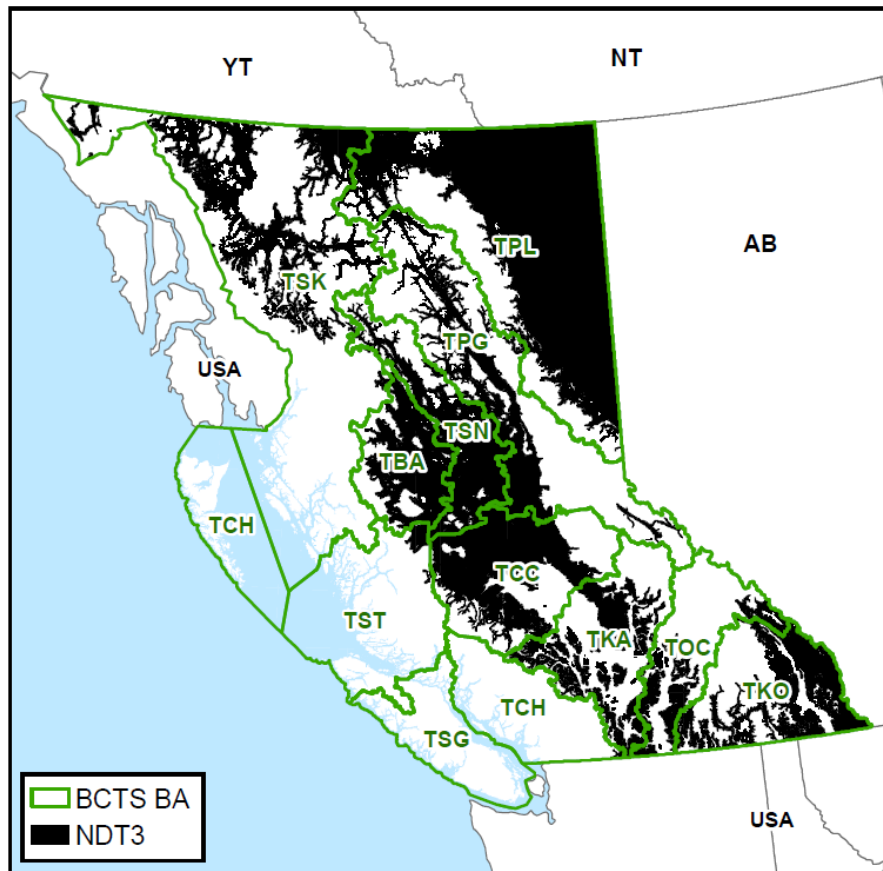 YT
NT
AB
TPL
TSK
TPG
USA
TSN
TBA
TCH
TCC
TST
TKA
TOC
TKO
TCH
TSG
BCTS BA
NDT3
USA